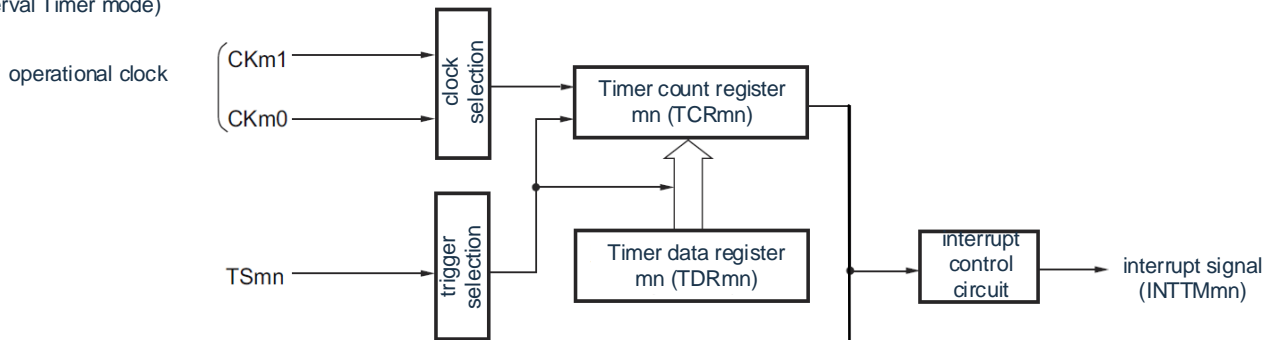 erval Timer mode)
operational clock
CKm1
CKm0
clock
selection
Timer count register
mn (TCRmn)
Timer data register
mn (TDRmn)
TSmn
trigger
selection
interrupt
control
circuit
interrupt signal
(INTTMmn)